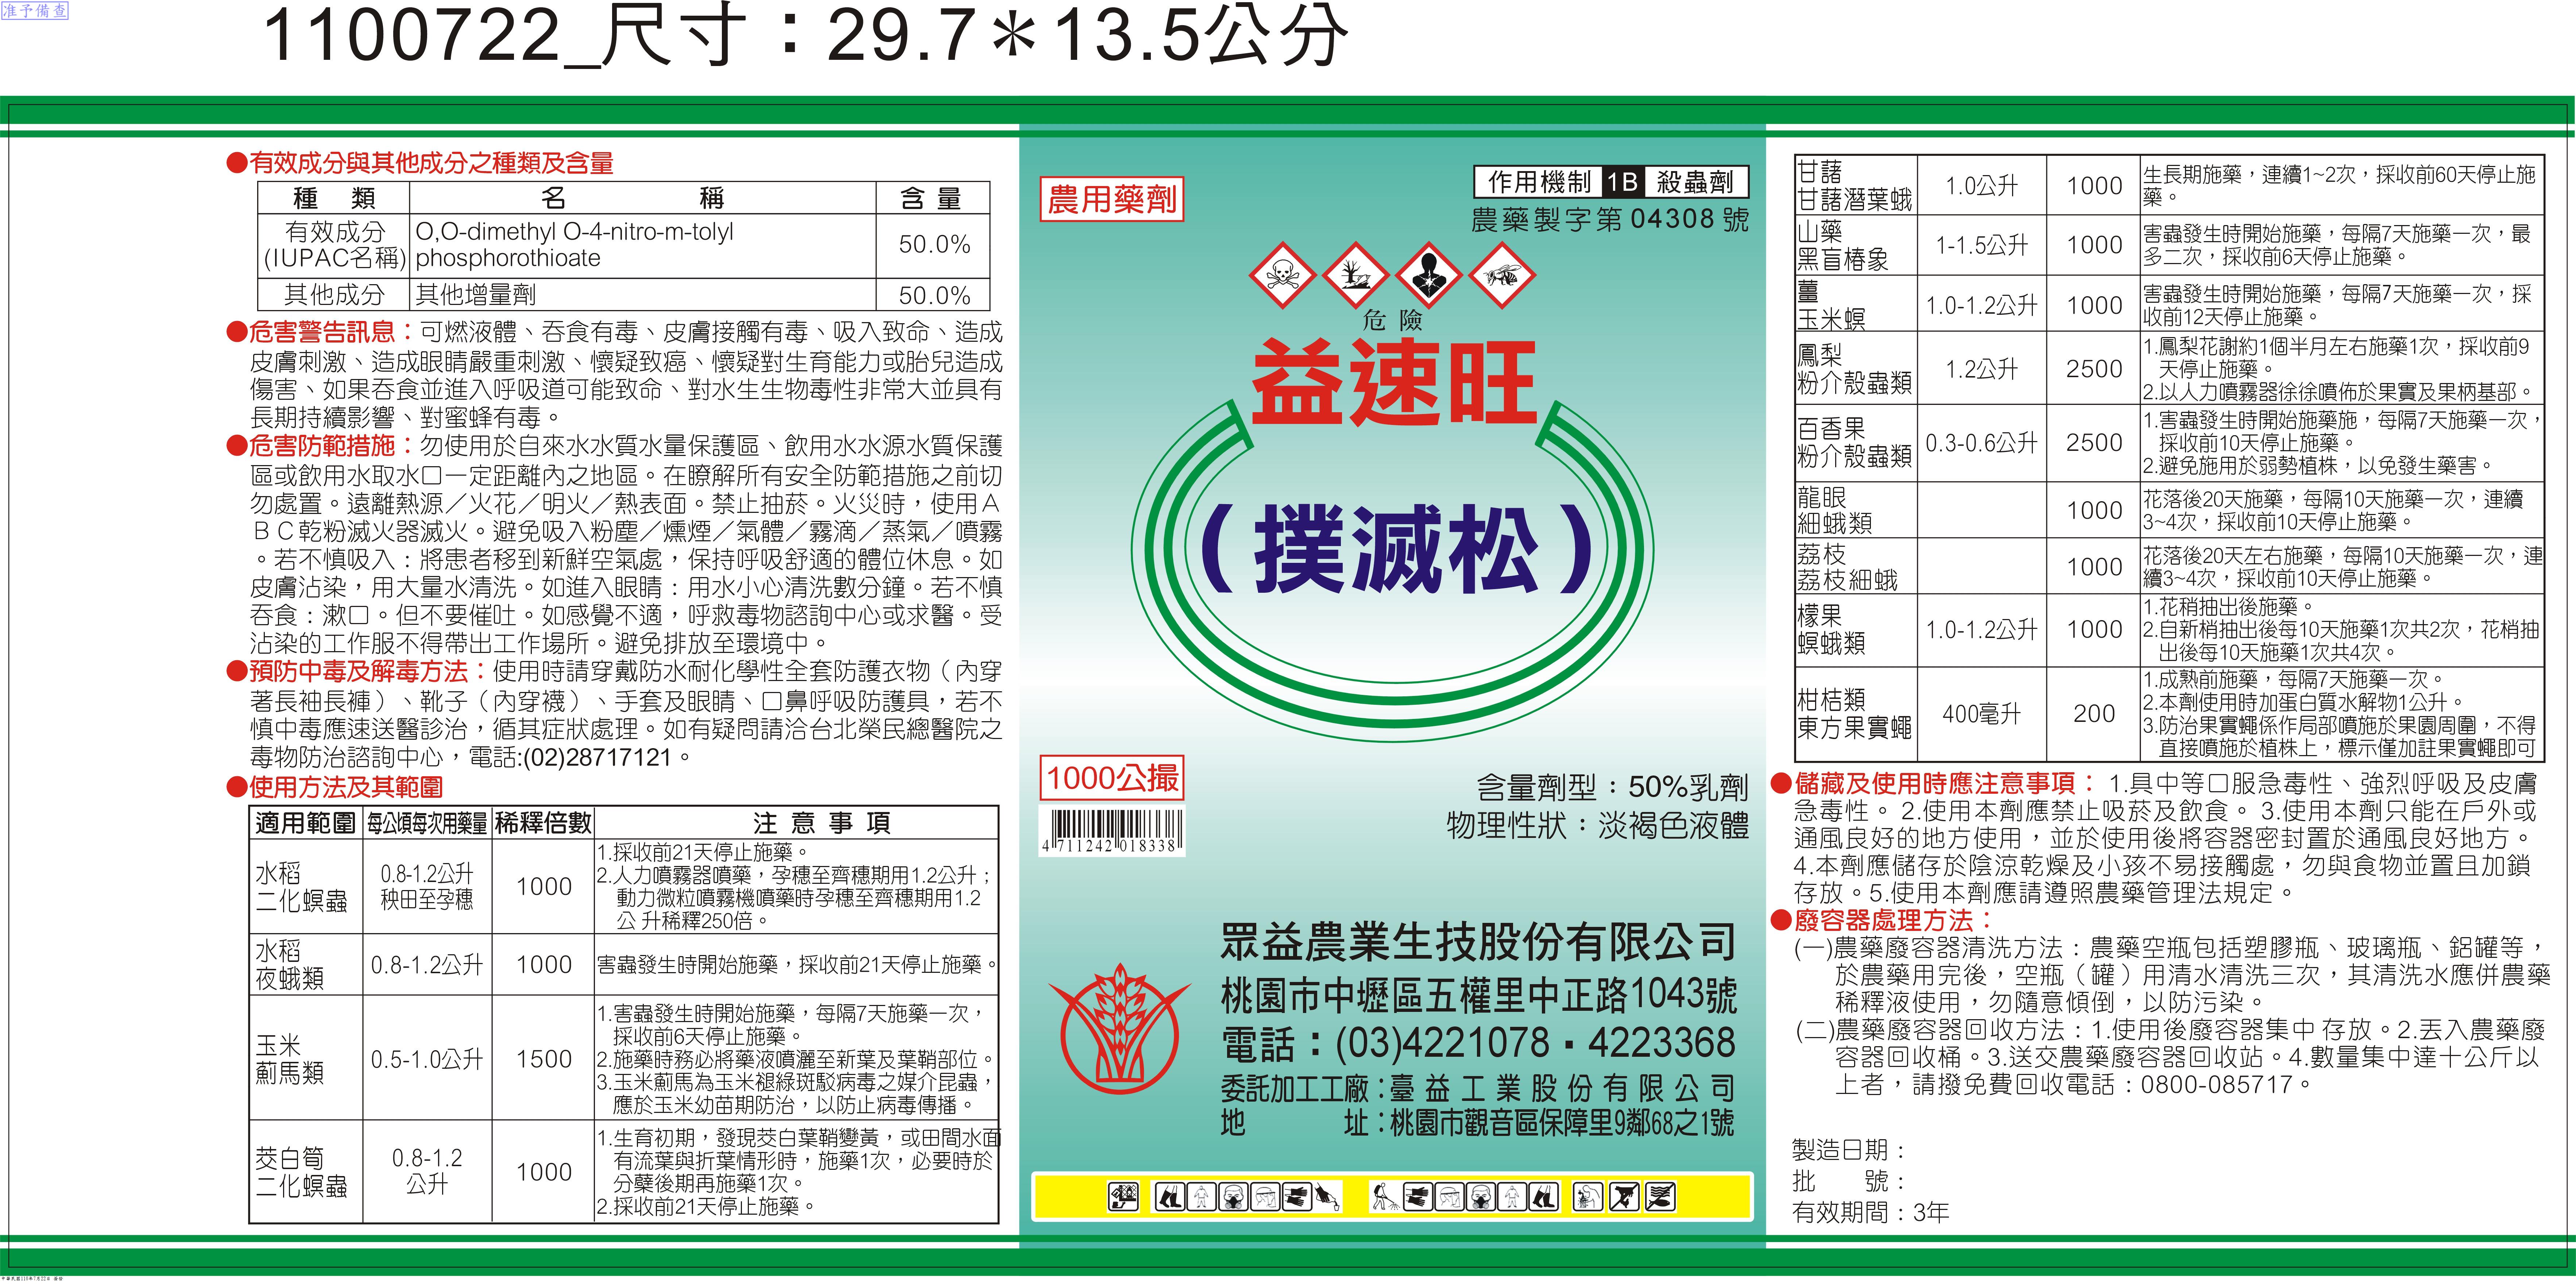 准予備查
1100722_尺寸：29.7＊13.5公分
●有效成分與其他成分之種類及含量
種 類 名 稱 含 量
有效成分 (IUPAC名稱) O,O-dimethyl O-4-nitro-m-tolyl phosphorothioate 50.0%
其他成分 其他增量劑 50.0%
●危害警告訊息：可燃液體、吞食有毒、皮膚接觸有毒、吸入致命、造成
皮膚刺激、造成眼睛嚴重刺激、懷疑致癌、懷疑對生育能力或胎兒造成
傷害、如果吞食並進入呼吸道可能致命、對水生生物毒性非常大並具有
長期持續影響、對蜜蜂有毒。
●危害防範措施：勿使用於自來水水質水量保護區、飲用水水源水質保護
區或飲用水取水口一定距離內之地區。在瞭解所有安全防範措施之前切
勿處置。遠離熱源／火花／明火／熱表面。禁止抽菸。火災時，使用Ａ
ＢＣ乾粉滅火器滅火。避免吸入粉塵／燻煙／氣體／霧滴／蒸氣／噴霧
。若不慎吸入：將患者移到新鮮空氣處，保持呼吸舒適的體位休息。如
皮膚沾染，用大量水清洗。如進入眼睛：用水小心清洗數分鐘。若不慎
吞食：漱口。但不要催吐。如感覺不適，呼救毒物諮詢中心或求醫。受
沾染的工作服不得帶出工作場所。避免排放至環境中。
●預防中毒及解毒方法：使用時請穿戴防水耐化學性全套防護衣物（內穿
著長袖長褲）、靴子（內穿襪）、手套及眼睛、口鼻呼吸防護具，若不
慎中毒應速送醫診治，循其症狀處理。如有疑問請洽台北榮民總醫院之
毒物防治諮詢中心，電話:(02)28717121。
●使用方法及其範圍
適用範圍 每公頃每次用藥量 稀釋倍數 注 意 事 項
水稻
二化螟蟲
0.8-1.2公升
秧田至孕穗
1000
1.採收前21天停止施藥。
2.人力噴霧器噴藥，孕穗至齊穗期用1.2公升；
動力微粒噴霧機噴藥時孕穗至齊穗期用1.2
公 升稀釋250倍。
水稻
夜蛾類
0.8-1.2公升
1000
害蟲發生時開始施藥，採收前21天停止施藥。
玉米
薊馬類
0.5-1.0公升
1500
1.害蟲發生時開始施藥，每隔7天施藥一次，
採收前6天停止施藥。
2.施藥時務必將藥液噴灑至新葉及葉鞘部位。
3.玉米薊馬為玉米褪綠斑駁病毒之媒介昆蟲，
應於玉米幼苗期防治，以防止病毒傳播。
茭白筍
二化螟蟲
0.8-1.2
公升
1000
1.生育初期，發現茭白葉鞘變黃，或田間水面
有流葉與折葉情形時，施藥1次，必要時於
分蘗後期再施藥1次。
2.採收前21天停止施藥。
農用藥劑
作用機制 1B 殺蟲劑
農藥製字第 04308 號
危 險
益速旺
（撲滅松）
1000公撮
4 711242 018338
含量劑型：50%乳劑
物理性狀：淡褐色液體
眾益農業生技股份有限公司
桃園市中壢區五權里中正路1043號
電話：(03)4221078・4223368
委託加工工廠：臺益工業股份有限公司
地 址：桃園市觀音區保障里9鄰68之1號
甘藷
甘藷潛葉蛾
1.0公升
1000
生長期施藥，連續1~2次，採收前60天停止施
藥。
山藥
黑盲椿象
1-1.5公升
1000
害蟲發生時開始施藥，每隔7天施藥一次，最
多二次，採收前6天停止施藥。
薑
玉米螟
1.0-1.2公升
1000
害蟲發生時開始施藥，每隔7天施藥一次，採
收前12天停止施藥。
鳳梨
粉介殼蟲類
1.2公升
2500
1.鳳梨花謝約1個半月左右施藥1次，採收前9
天停止施藥。
2.以人力噴霧器徐徐噴佈於果實及果柄基部。
百香果
粉介殼蟲類
0.3-0.6公升
2500
1.害蟲發生時開始施藥施，每隔7天施藥一次，
採收前10天停止施藥。
2.避免施用於弱勢植株，以免發生藥害。
龍眼
細蛾類
1000
花落後20天施藥，每隔10天施藥一次，連續
3~4次，採收前10天停止施藥。
荔枝
荔枝細蛾
1000
花落後20天左右施藥，每隔10天施藥一次，連
續3~4次，採收前10天停止施藥。
檬果
螟蛾類
1.0-1.2公升
1000
1.花稍抽出後施藥。
2.自新梢抽出後每10天施藥1次共2次，花梢抽
出後每10天施藥1次共4次。
柑桔類
東方果實蠅
400毫升
200
1.成熟前施藥，每隔7天施藥一次。
2.本劑使用時加蛋白質水解物1公升。
3.防治果實蠅係作局部噴施於果園周圍，不得
直接噴施於植株上，標示僅加註果實蠅即可
●儲藏及使用時應注意事項： 1.具中等口服急毒性、強烈呼吸及皮膚
急毒性。 2.使用本劑應禁止吸菸及飲食。 3.使用本劑只能在戶外或
通風良好的地方使用，並於使用後將容器密封置於通風良好地方。
4.本劑應儲存於陰涼乾燥及小孩不易接觸處，勿與食物並置且加鎖
存放。5.使用本劑應請遵照農藥管理法規定。
●廢容器處理方法：
(一)農藥廢容器清洗方法：農藥空瓶包括塑膠瓶、玻璃瓶、鋁罐等，
於農藥用完後，空瓶（罐）用清水清洗三次，其清洗水應併農藥
稀釋液使用，勿隨意傾倒，以防污染。
(二)農藥廢容器回收方法：1.使用後廢容器集中 存放。2.丟入農藥廢
容器回收桶。3.送交農藥廢容器回收站。4.數量集中達十公斤以
上者，請撥免費回收電話：0800-085717。
製造日期：
批 號：
有效期間：3年